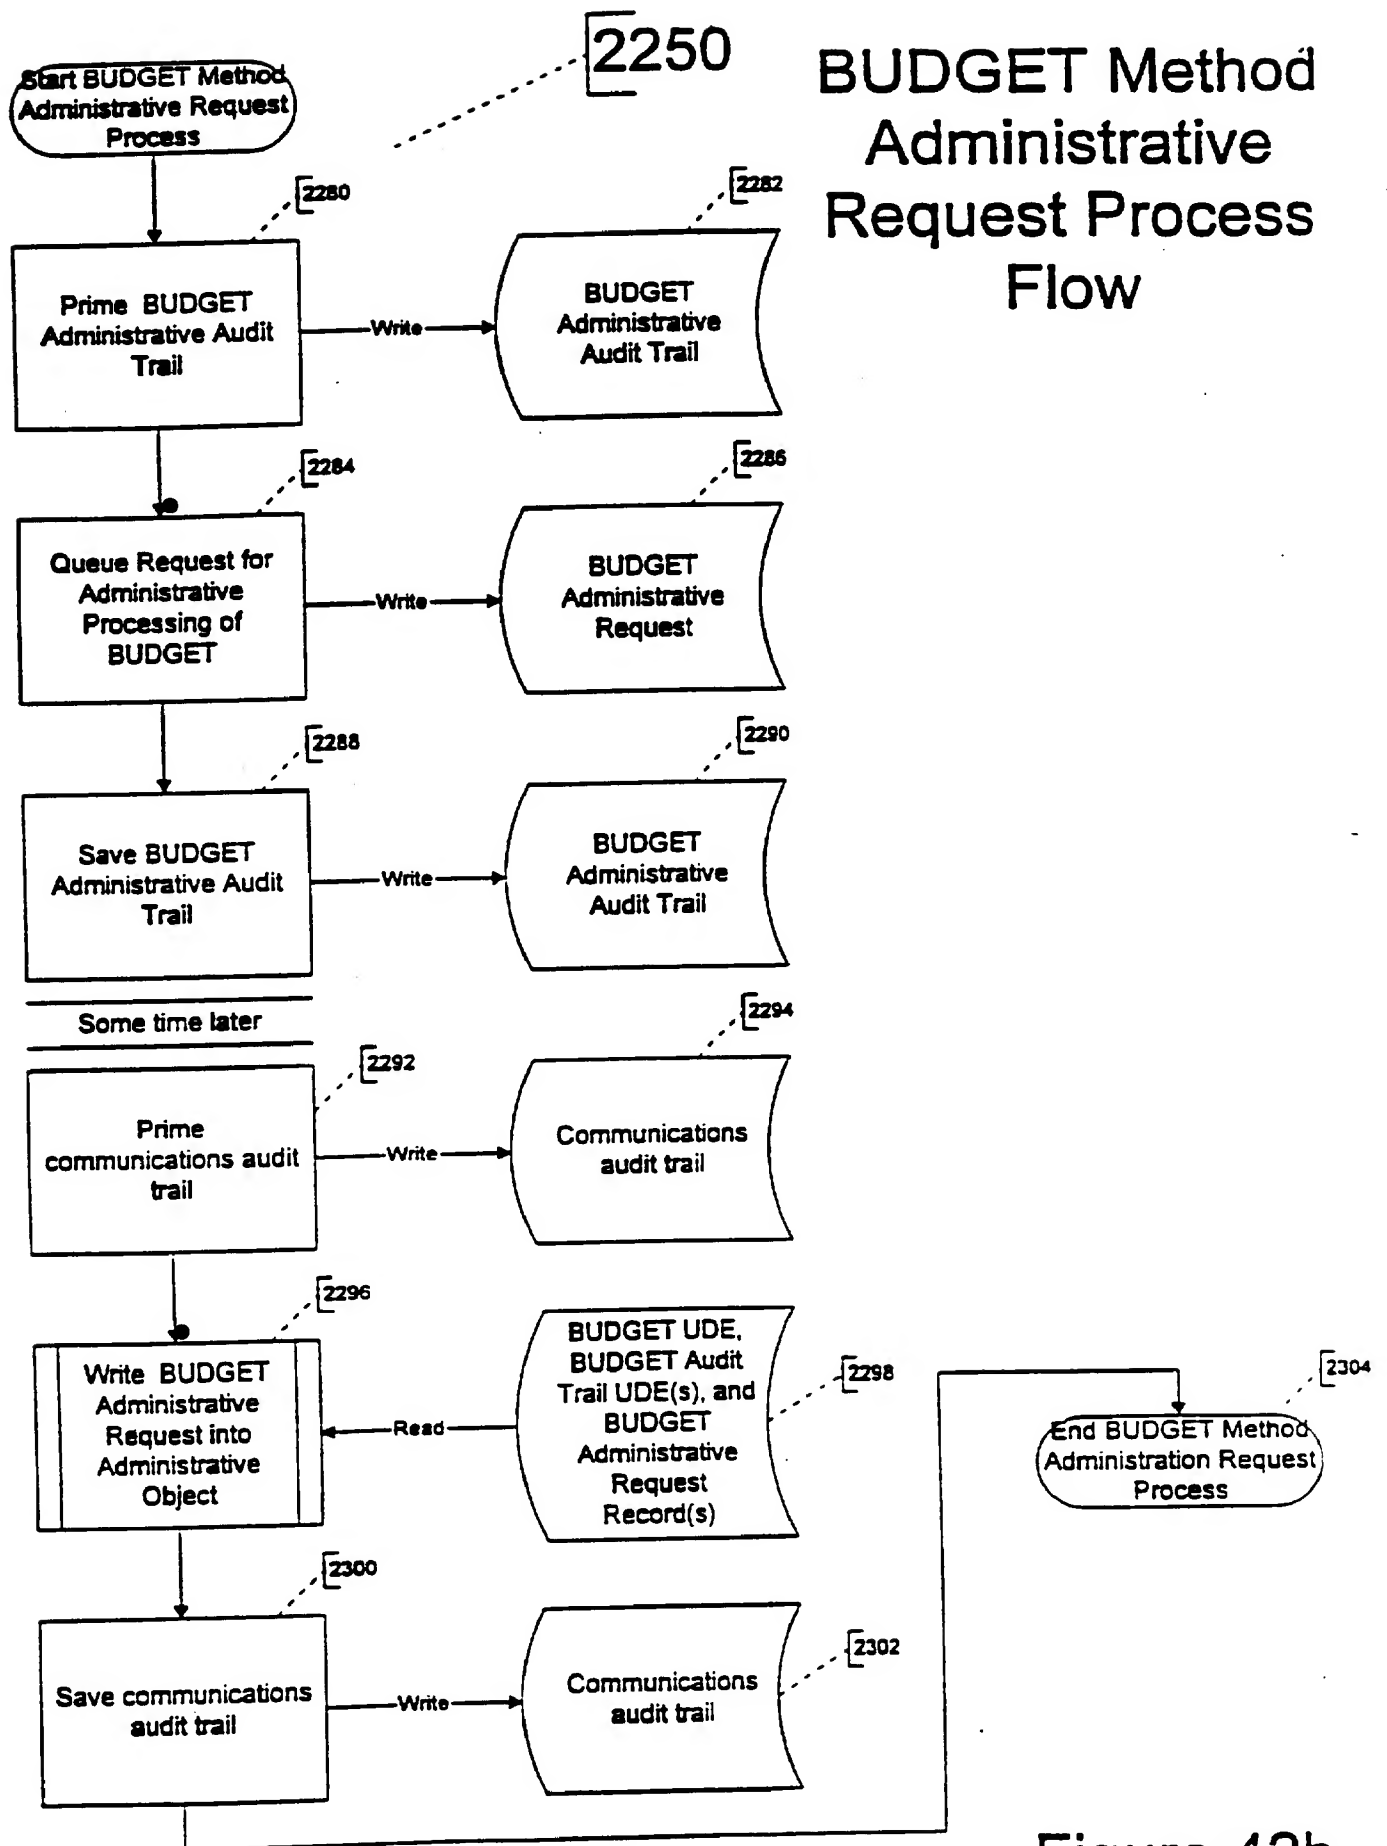 2250
BUDGET Method
Administrative
Request Process
Flow
Start BUDGET Method
Administrative Request
Process
2280
2282
Prime BUDGET
Administrative Audit
Trail
Write
BUDGET
Administrative
Audit Trail
2284
2286
Queue Request for
Administrative
Processing of
BUDGET
Write
BUDGET
Administrative
Request
2288
2290
Save BUDGET
Administrative Audit
Trail
Write
BUDGET
Administrative
Audit Trail
Some time later
2292
2294
Prime
communications audit
trail
Write
Communications
audit trail
2296
2298
Write BUDGET
Administrative
Request into
Administrative
Object
Read
BUDGET UDE,
BUDGET Audit
Trail UDE(s), and
BUDGET
Administrative
Request
Record(s)
2304
End BUDGET Method
Administration Request
Process
2300
2302
Save communications
audit trail
Write
Communications
audit trail
Figure 42b